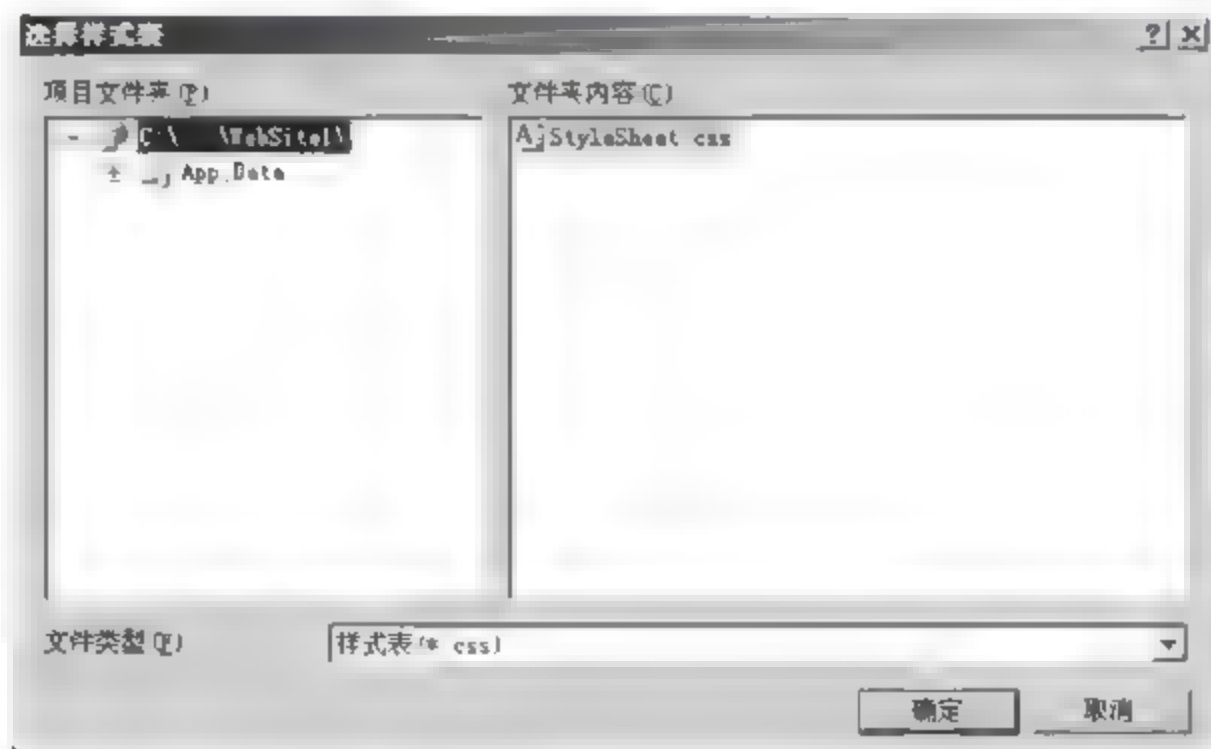 选择样式表
项目文件夹(P)
文件夹内容(C)
C:\...\WebSite1\
App_Data
StyleSheet.css
文件类型(F)
样式表(*.css)
确定
取消